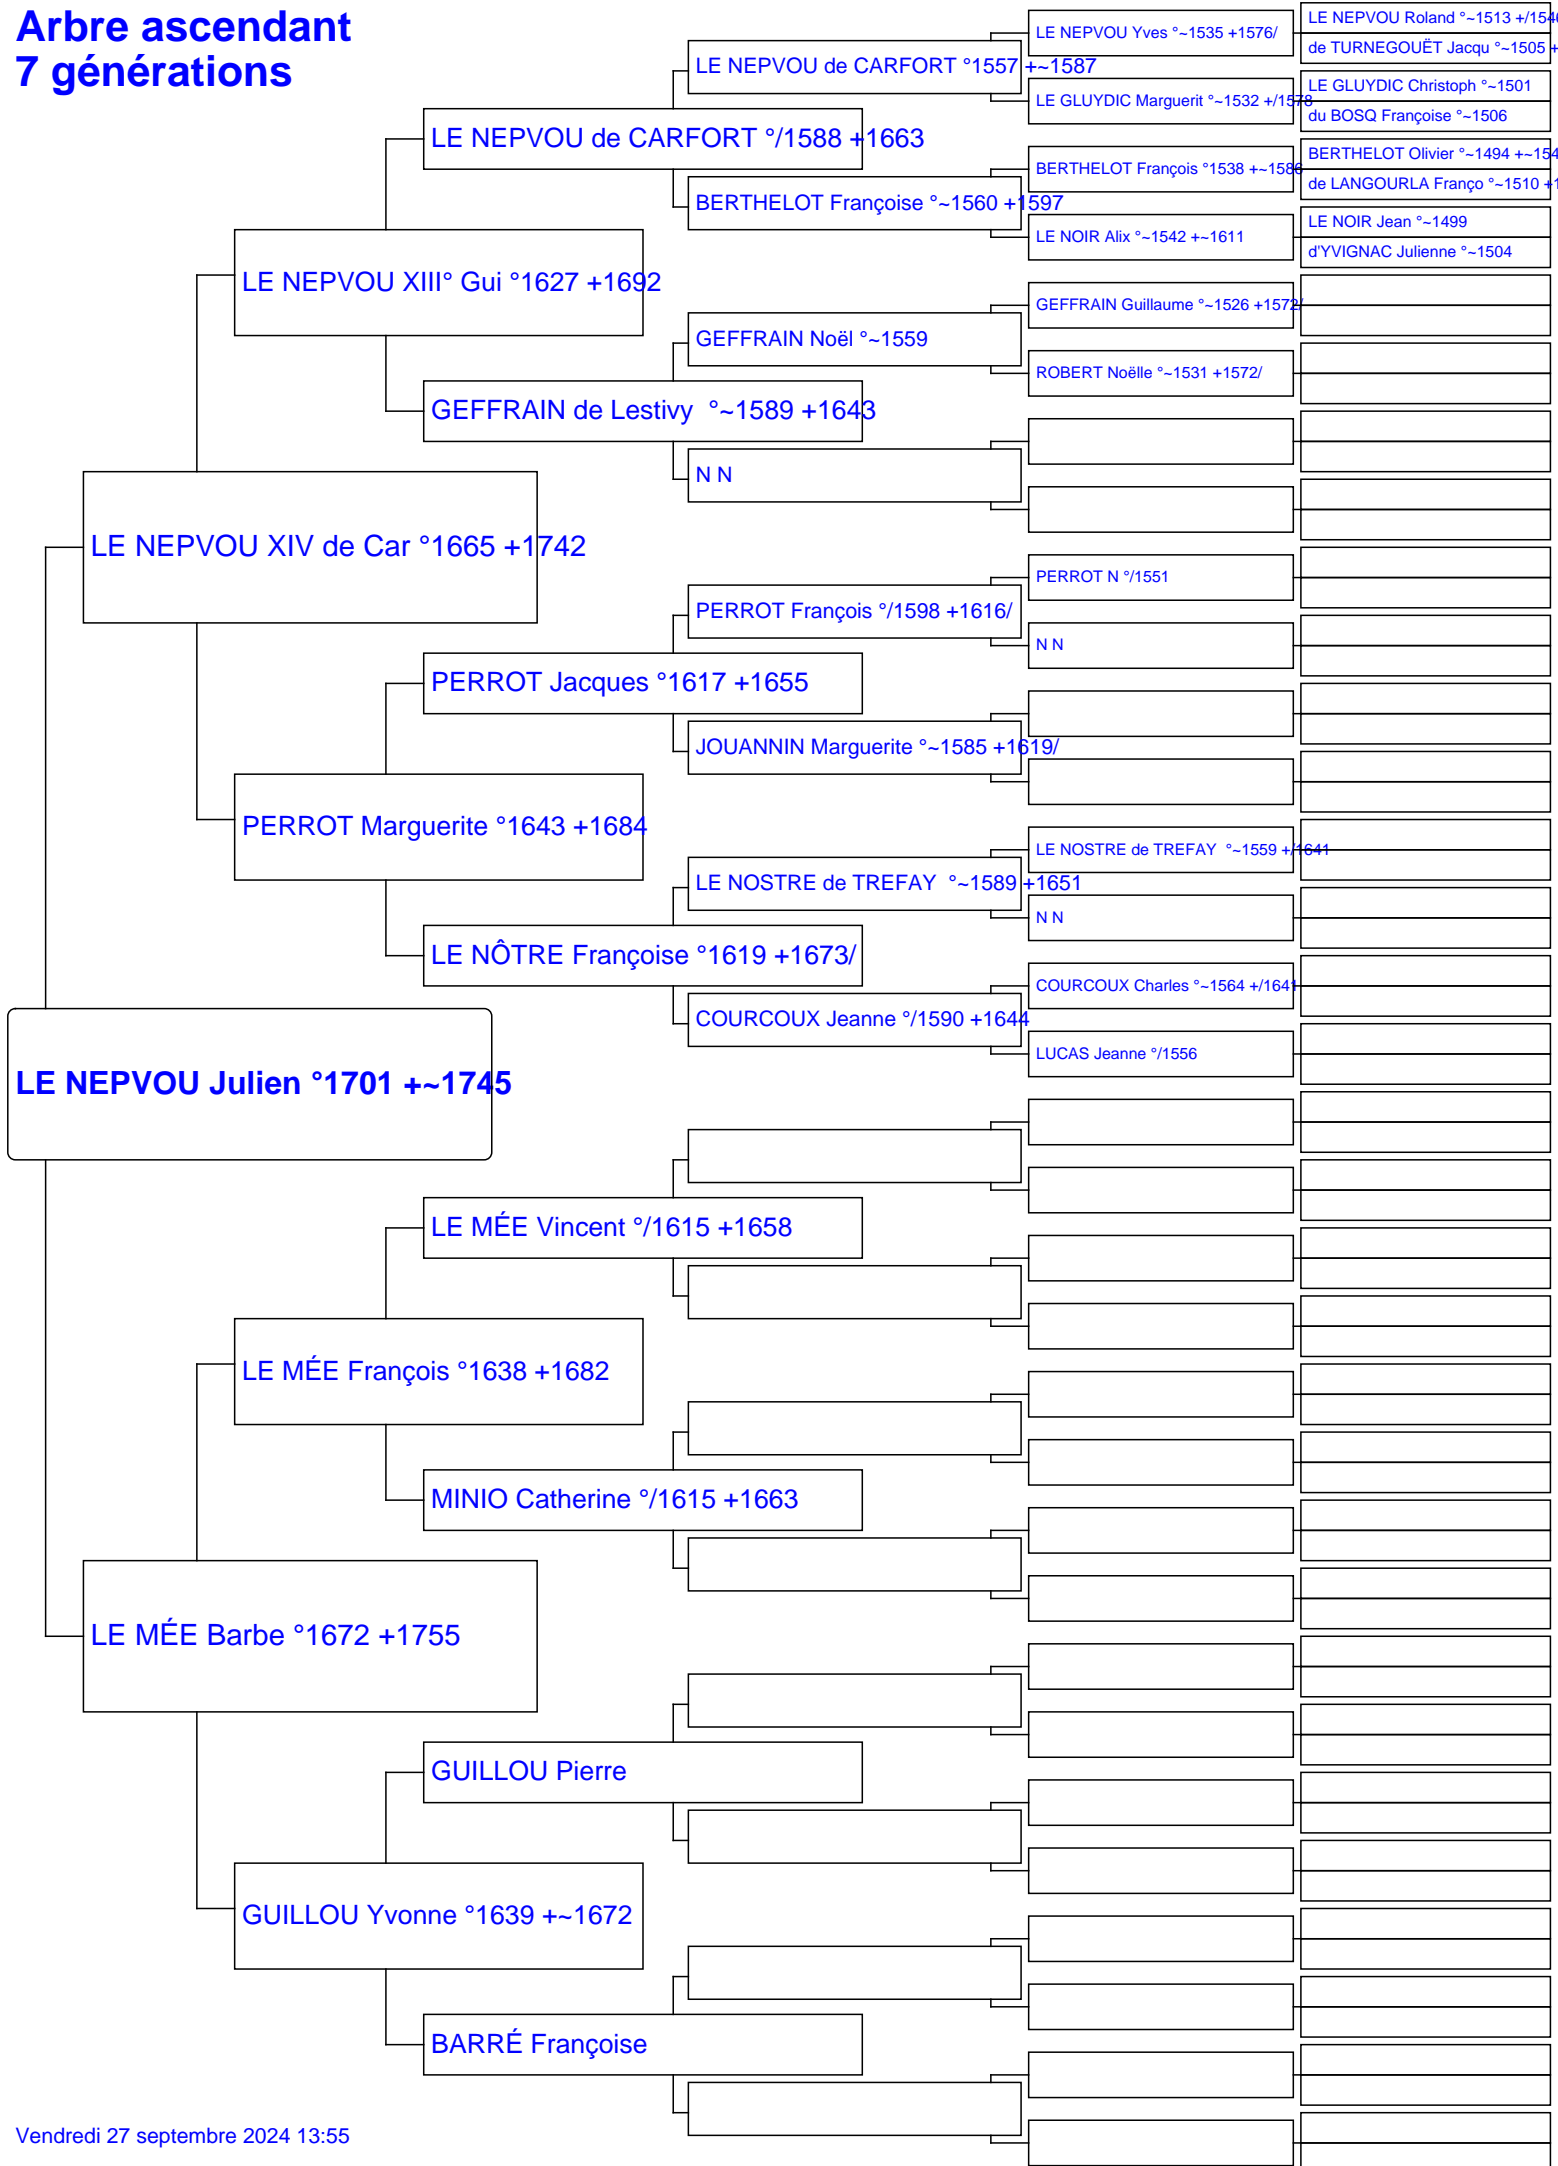 Arbre ascendant
7 générations
LE NEPVOU Julien °1701 +~1745
LE NEPVOU XIV de Car °1665 +1742
LE MÉE Barbe °1672 +1755
LE NEPVOU XIII° Gui °1627 +1692
PERROT Marguerite °1643 +1684
LE MÉE François °1638 +1682
GUILLOU Yvonne °1639 +~1672
LE NEPVOU de CARFORT °/1588 +1663
GEFFRAIN de Lestivy °~1589 +1643
PERROT Jacques °1617 +1655
LE NÔTRE Françoise °1619 +1673/
LE MÉE Vincent °/1615 +1658
MINIO Catherine °/1615 +1663
GUILLOU Pierre
BARRÉ Françoise
LE NEPVOU de CARFORT °1557 +~1587
BERTHELOT Françoise °~1560 +1597
GEFFRAIN Noël °~1559
N N
PERROT François °/1598 +1616/
JOUANNIN Marguerite °~1585 +1619/
LE NOSTRE de TREFAY °~1589 +1651
COURCOUX Jeanne °/1590 +1644
LE NEPVOU Yves °~1535 +1576/
LE GLUYDIC Marguerit °~1532 +/1578
BERTHELOT François °1538 +~1586
LE NOIR Alix °~1542 +~1611
GEFFRAIN Guillaume °~1526 +1572/
ROBERT Noëlle °~1531 +1572/
PERROT N °/1551
N N
LE NOSTRE de TREFAY °~1559 +/1641
N N
COURCOUX Charles °~1564 +/1641
LUCAS Jeanne °/1556
LE NEPVOU Roland °~1513 +/1546
de TURNEGOUËT Jacqu °~1505 +
LE GLUYDIC Christoph °~1501
du BOSQ Françoise °~1506
BERTHELOT Olivier °~1494 +~154
de LANGOURLA Franço °~1510 +1
LE NOIR Jean °~1499
d'YVIGNAC Julienne °~1504
Vendredi 27 septembre 2024 13:55